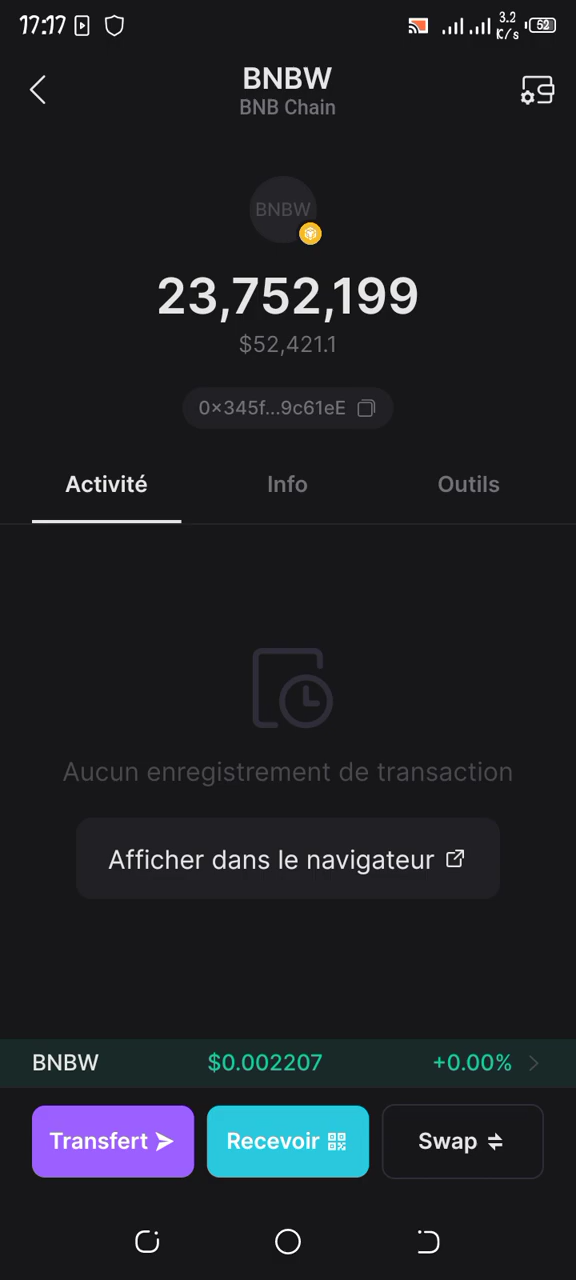 17:17
3.2
K/s
52
BNBW
BNB Chain
BNBW
23,752,199
$52,421.1
0x345f...9c61eE
Activité
Info
Outils
Aucun enregistrement de transaction
Afficher dans le navigateur
BNBW $0.002207 +0.00%
Transfert
Recevoir
Swap